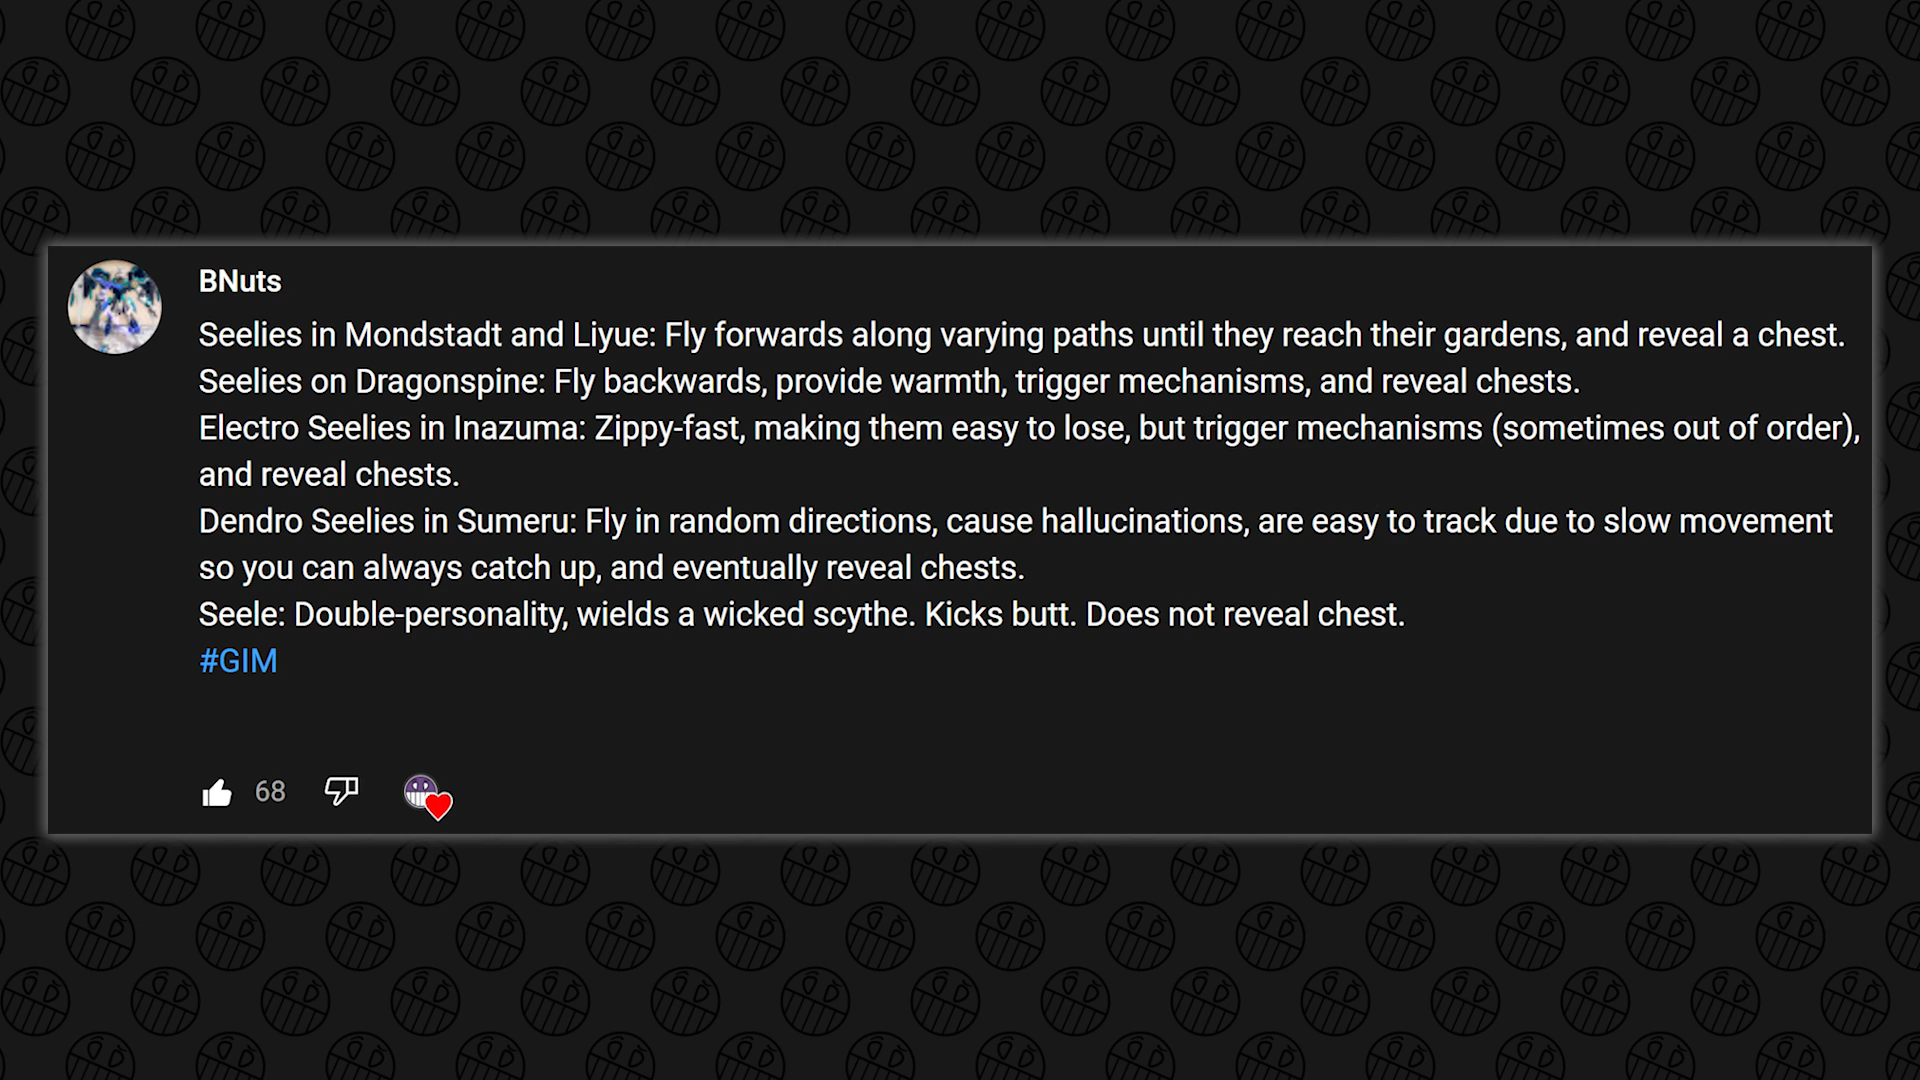 BNuts
Seelies in Mondstadt and Liyue: Fly forwards along varying paths until they reach their gardens, and reveal a chest.
Seelies on Dragonspine: Fly backwards, provide warmth, trigger mechanisms, and reveal chests.
Electro Seelies in Inazuma: Zippy-fast, making them easy to lose, but trigger mechanisms (sometimes out of order),
and reveal chests.
Dendro Seelies in Sumeru: Fly in random directions, cause hallucinations, are easy to track due to slow movement
so you can always catch up, and eventually reveal chests.
Seele: Double-personality, wields a wicked scythe. Kicks butt. Does not reveal chest.
#GIM
68